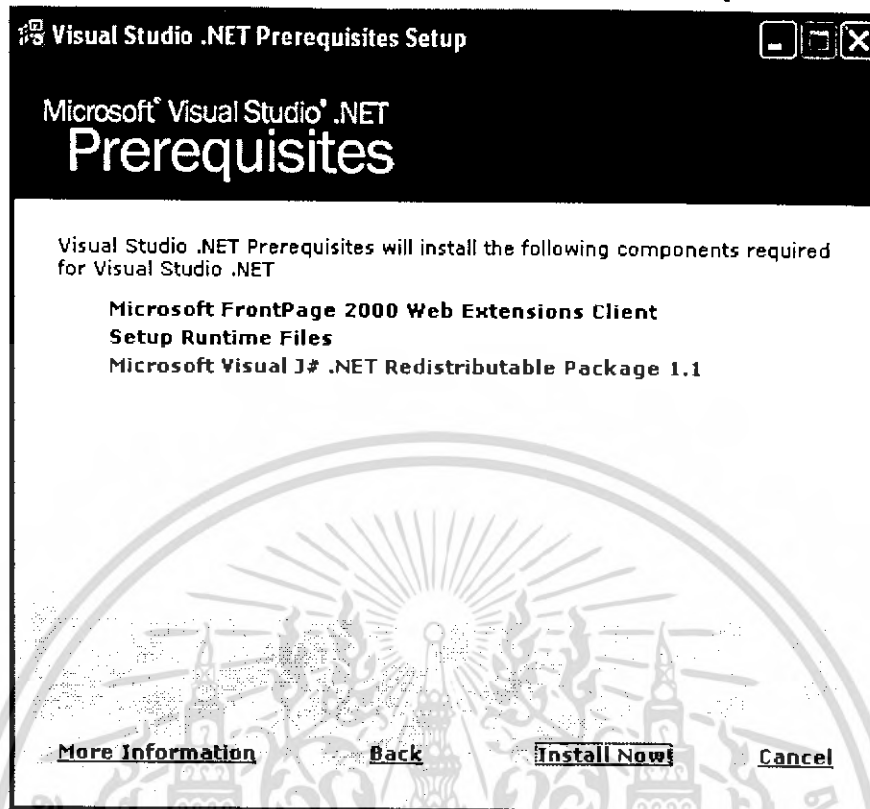 Visual Studio .NET Prerequisites Setup
Microsoft® Visual Studio® .NET
Prerequisites
Visual Studio .NET Prerequisites will install the following components required
for Visual Studio .NET
Microsoft FrontPage 2000 Web Extensions Client
Setup Runtime Files
Microsoft Visual J# .NET Redistributable Package 1.1
More Information Back Install Now! Cancel